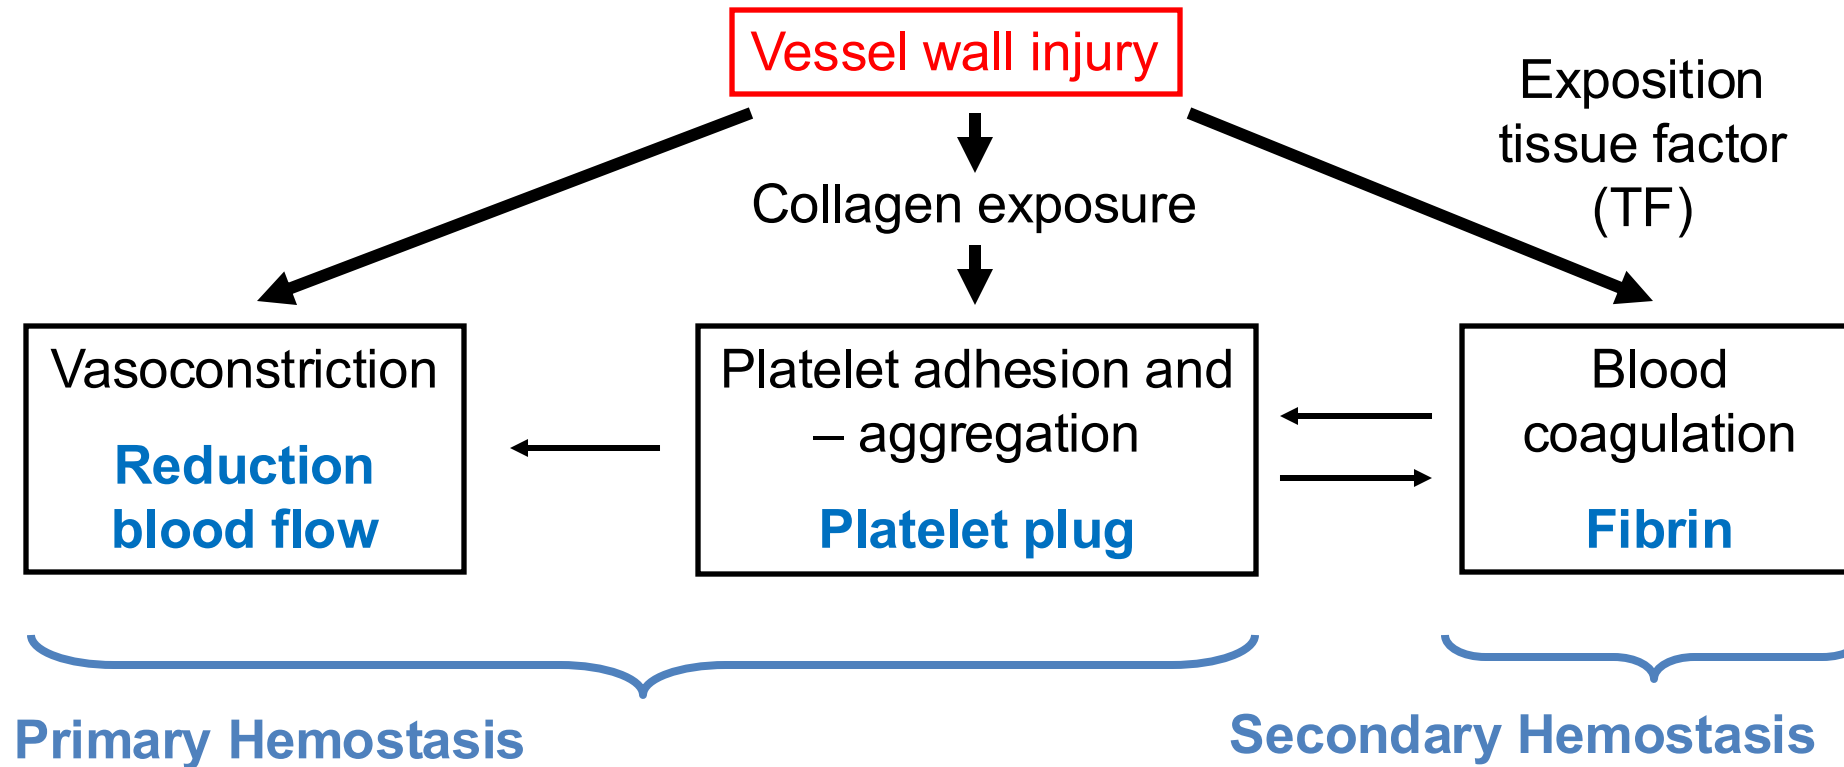 Vessel wall injury
Exposition
tissue factor
(TF)
Collagen exposure
Vasoconstriction
Reduction
blood flow
Platelet adhesion and
– aggregation
Platelet plug
Blood
coagulation
Fibrin
Primary Hemostasis
Secondary Hemostasis